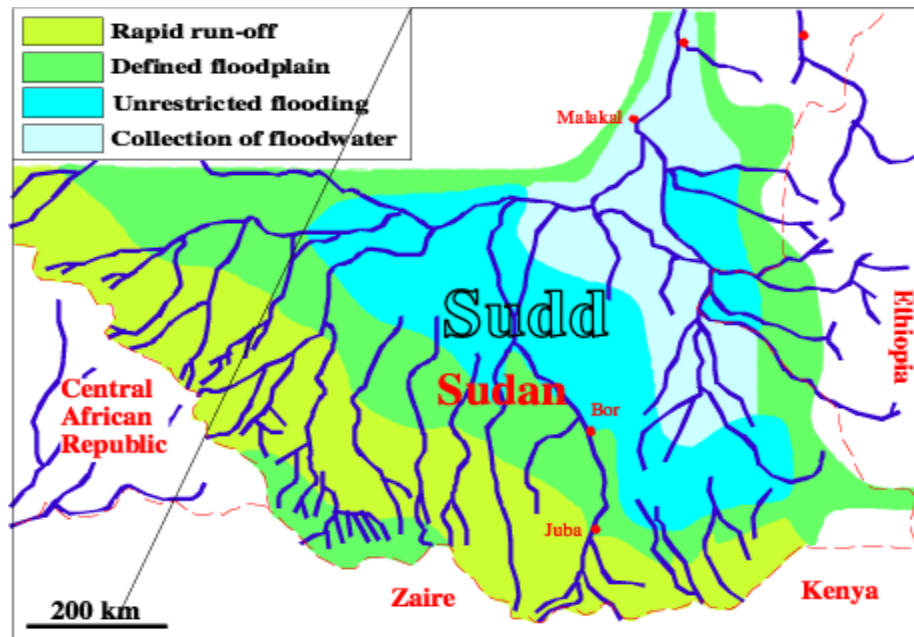 Rapid run-off
Defined floodplain
Unrestricted flooding
Collection of floodwater
Malakal
Sudd
Sudan
Ethiopia
Central
African
Republic
Bor
Juba
Zaire
Kenya
200 km